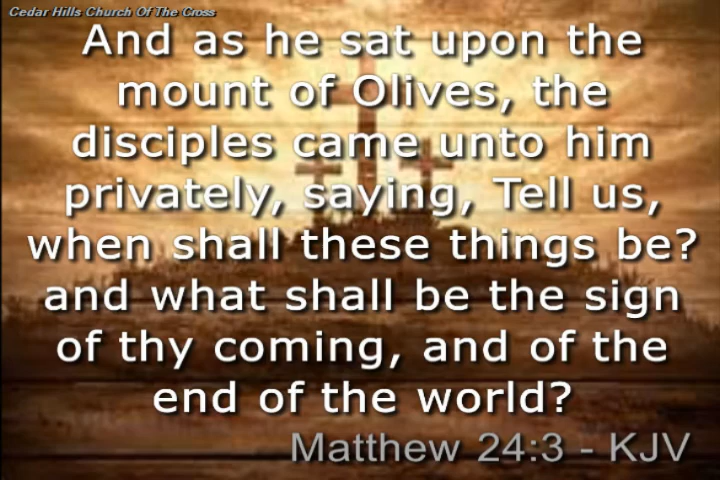 Cedar Hills Church Of The Cross
And as he sat upon the
mount of Olives, the
disciples came unto him
privately, saying, Tell us,
when shall these things be?
and what shall be the sign
of thy coming, and of the
end of the world?
Matthew 24:3 - KJV